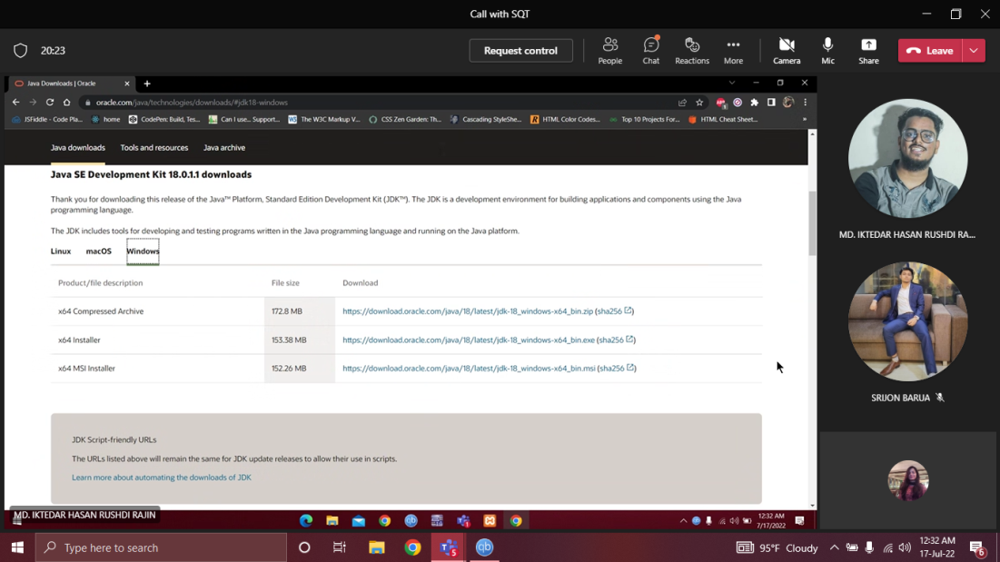 Call with SQT
20:23
Request control
People
Chat
Reactions
More
Camera
Mic
Share
Leave
Java Downloads | Oracle
oracle.com/java/technologies/downloads/#jdk18-windows
JSFiddle - Code Pla...
home
CodePen: Build, Tes...
Can I use... Support...
The W3C Markup V...
CSS Zen Garden: Th...
Cascading StyleShe...
HTML Color Codes...
Top 10 Projects For...
HTML Cheat Sheet...
Java downloads
Tools and resources
Java archive
Java SE Development Kit 18.0.1.1 downloads
Thank you for downloading this release of the Java™ Platform, Standard Edition Development Kit (JDK™). The JDK is a development environment for building applications and components using the Java
programming language.
The JDK includes tools for developing and testing programs written in the Java programming language and running on the Java platform.
Linux
macOS
Windows
Product/file description
File size
Download
x64 Compressed Archive
172.8 MB
https://download.oracle.com/java/18/latest/jdk-18_windows-x64_bin.zip (sha256)
x64 Installer
153.38 MB
https://download.oracle.com/java/18/latest/jdk-18_windows-x64_bin.exe (sha256)
x64 MSI Installer
152.26 MB
https://download.oracle.com/java/18/latest/jdk-18_windows-x64_bin.msi (sha256)
JDK Script-friendly URLs
The URLs listed above will remain the same for JDK update releases to allow their use in scripts.
Learn more about automating the downloads of JDK
MD. IKTEDAR HASAN RUSHDI RAJIN
12:32 AM
7/17/2022
MD. IKTEDAR HASAN RUSHDI RA...
SRIJON BARUA
Type here to search
95°F Cloudy
12:32 AM
17-Jul-22
6